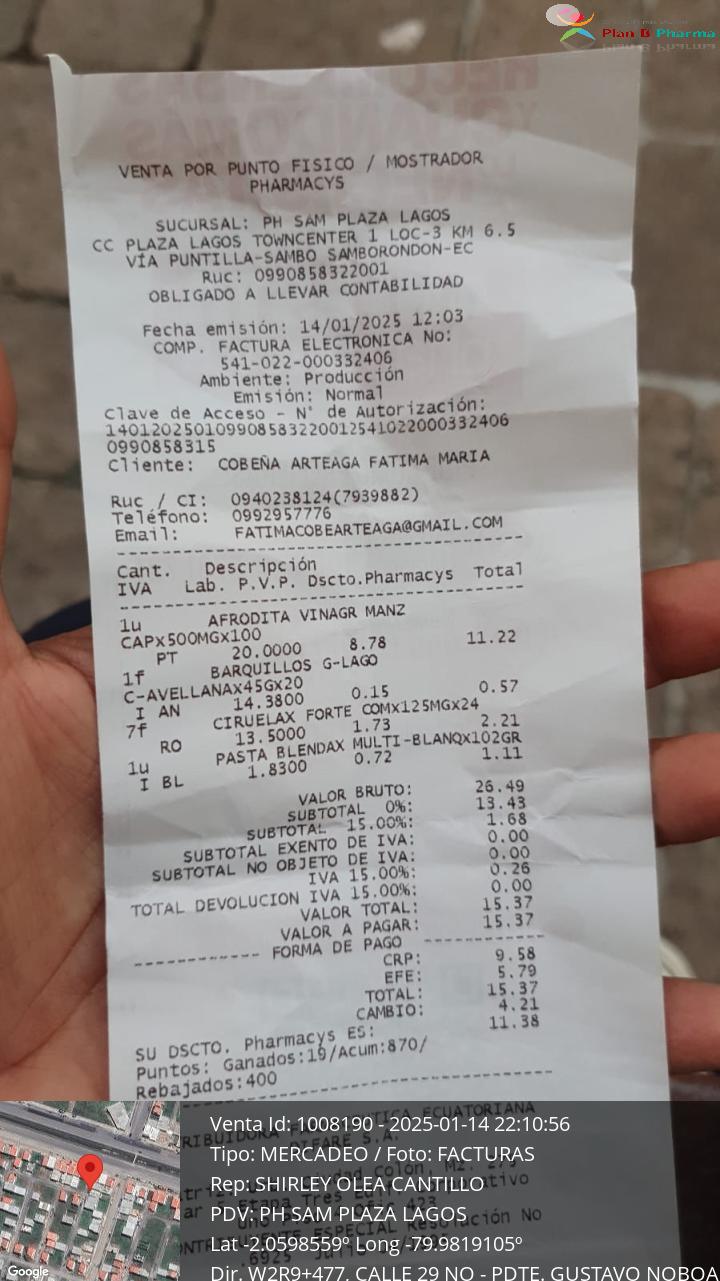 Plan B Pharma
VENTA POR PUNTO FISICO / MOSTRADOR
PHARMACYS
SUCURSAL: PH SAM PLAZA LAGOS
CC PLAZA LAGOS TOWNCENTER 1 LOC-3 KM 6.5
VÍA PUNTILLA-SAMBO SAMBORONDON-EC
Ruc: 0990858322001
OBLIGADO A LLEVAR CONTABILIDAD
Fecha emisión: 14/01/2025 12:03
COMP. FACTURA ELECTRONICA No:
541-022-000332406
Ambiente: Producción
Emisión: Normal
Clave de Acceso - N° de Autorización:
140120250109908583220012541022000332406
0990858315
Cliente: COBEÑA ARTEAGA FATIMA MARIA
Ruc / CI: 0940238124(7939882)
Teléfono: 0992957776
Email: FATIMACOBEARTEAGA@GMAIL.COM
Cant. Descripción
IVA Lab. P.V.P. Dscto.Pharmacys Total
1u AFRODITA VINAGR MANZ
CAPx500MGx100
PT 20.0000 8.78 11.22
1f BARQUILLOS G-LAGO
C-AVELLANAx45Gx20
I AN 14.3800 0.15 0.57
7f CIRUELAX FORTE COMx125MGx24
RO 13.5000 1.73 2.21
1u PASTA BLENDAX MULTI-BLANQx102GR
I BL 1.8300 0.72 1.11
VALOR BRUTO: 26.49
SUBTOTAL 0%: 13.43
SUBTOTAL 15.00%: 1.68
SUBTOTAL EXENTO DE IVA: 0.00
SUBTOTAL NO OBJETO DE IVA: 0.00
IVA 15.00%: 0.26
TOTAL DEVOLUCION IVA 15.00%: 0.00
VALOR TOTAL: 15.37
VALOR A PAGAR: 15.37
FORMA DE PAGO
CRP: 9.58
EFE: 5.79
TOTAL: 15.37
CAMBIO: 4.21
SU DSCTO. Pharmacys ES: 11.38
Puntos: Ganados:19/Acum:870/
Rebajados:400
ECUATORIANA
Venta Id: 1008190 - 2025-01-14 22:10:56
Tipo: MERCADEO / Foto: FACTURAS
Rep: SHIRLEY OLEA CANTILLO
PDV: PH SAM PLAZA LAGOS
Lat -2.0598559º Long -79.9819105º
Dir. W2R9+477, CALLE 29 NO - PDTE. GUSTAVO NOBOA
Google